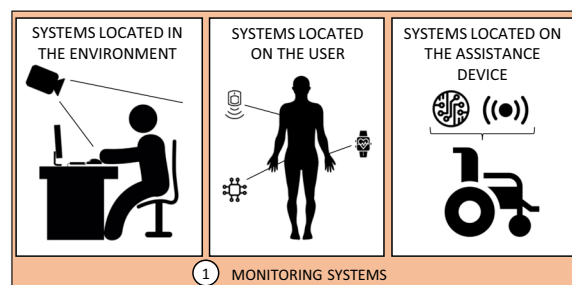 SYSTEMS LOCATED IN
THE ENVIRONMENT
SYSTEMS LOCATED
ON THE USER
SYSTEMS LOCATED ON
THE ASSISTANCE
DEVICE
1 MONITORING SYSTEMS